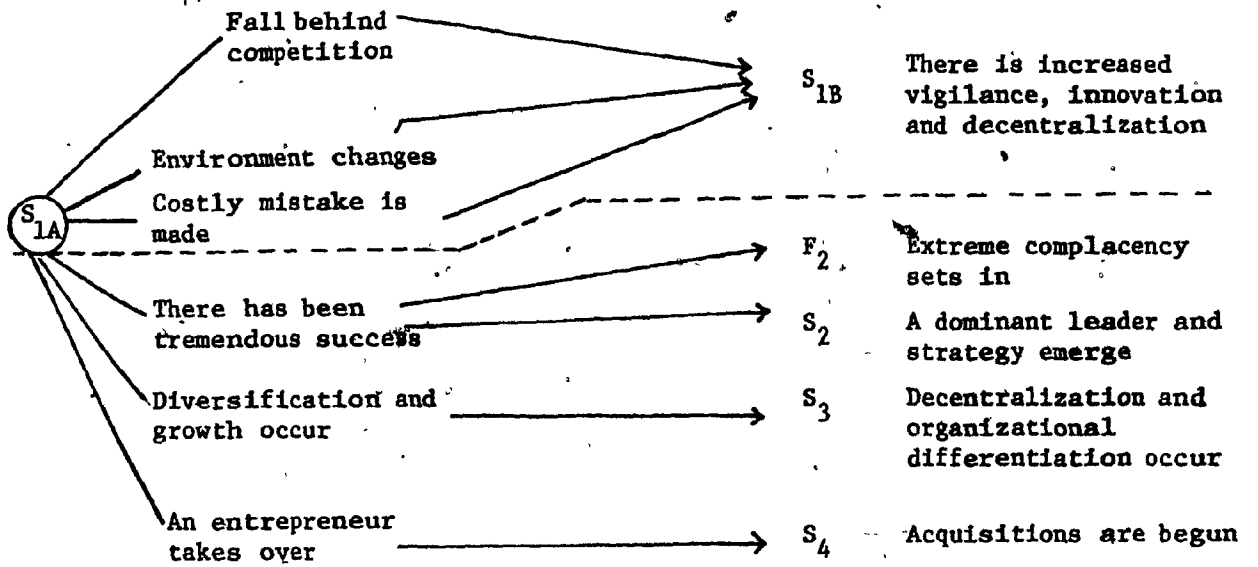 Fall behind
competition
S1B
There is increased
vigilance, innovation
and decentralization
Environment changes
S1A
Costly mistake is
made
F2
Extreme complacency
sets in
There has been
tremendous success
S2
A dominant leader and
strategy emerge
Diversification and
growth occur
S3
Decentralization and
organizational
differentiation occur
An entrepreneur
takes over
S4
Acquisitions are begun